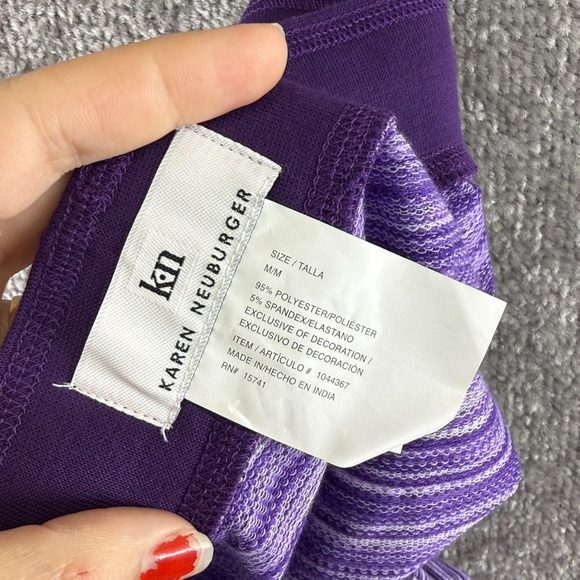 k·n
KAREN NEUBURGER
SIZE / TALLA
M/M
95% POLYESTER/POLIESTER
5% SPANDEX/ELASTANO
EXCLUSIVE OF DECORATION /
EXCLUSIVO DE DECORACIÓN
ITEM / ARTÍCULO # 1044367
MADE IN/HECHO EN INDIA
RN# 15741